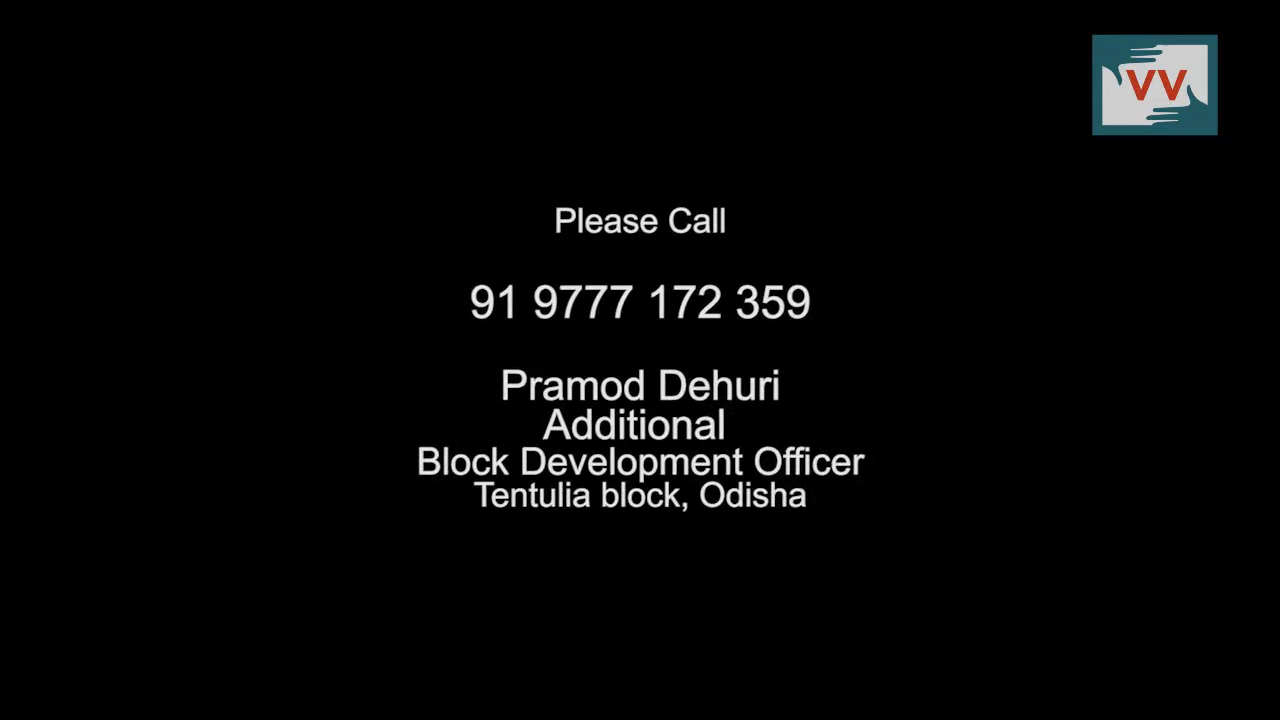 VV
Please Call
91 9777 172 359
Pramod Dehuri
Additional
Block Development Officer
Tentulia block, Odisha